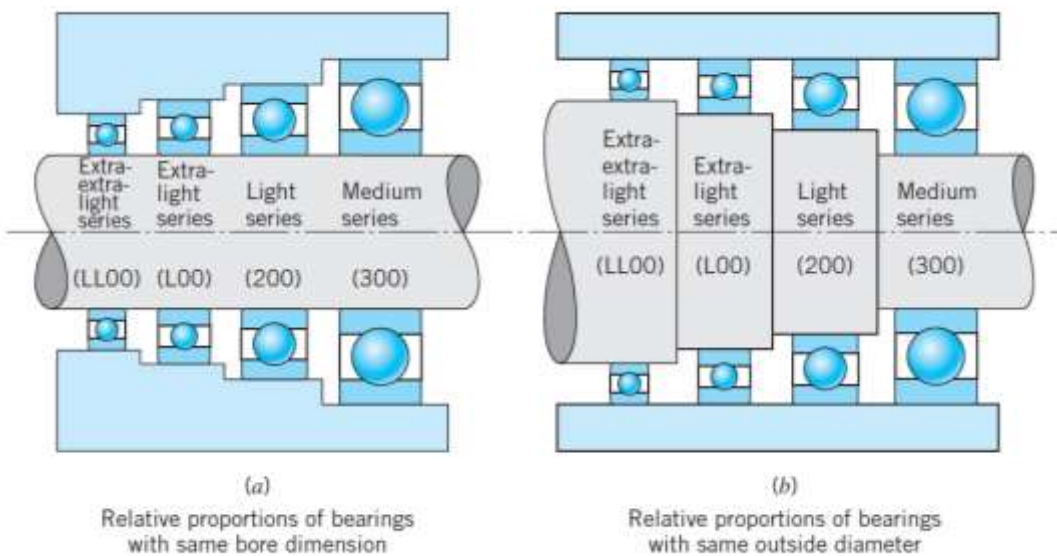 Extra-
extra-
light
series
Extra-
light
series
Light
series
Medium
series
(LL00)
(L00)
(200)
(300)
(a)
Relative proportions of bearings
with same bore dimension
Extra-
extra-
light
series
Extra-
light
series
Light
series
Medium
series
(LL00)
(L00)
(200)
(300)
(b)
Relative proportions of bearings
with same outside diameter